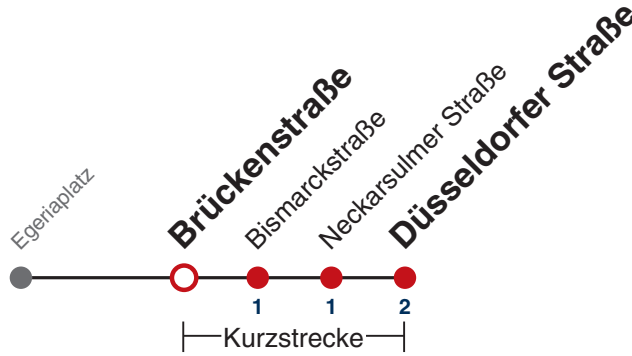 Egeriaplatz
Brückenstraße
Bismarckstraße
Neckarsulmer Straße
Düsseldorfer Straße
1
1
2
Kurzstrecke